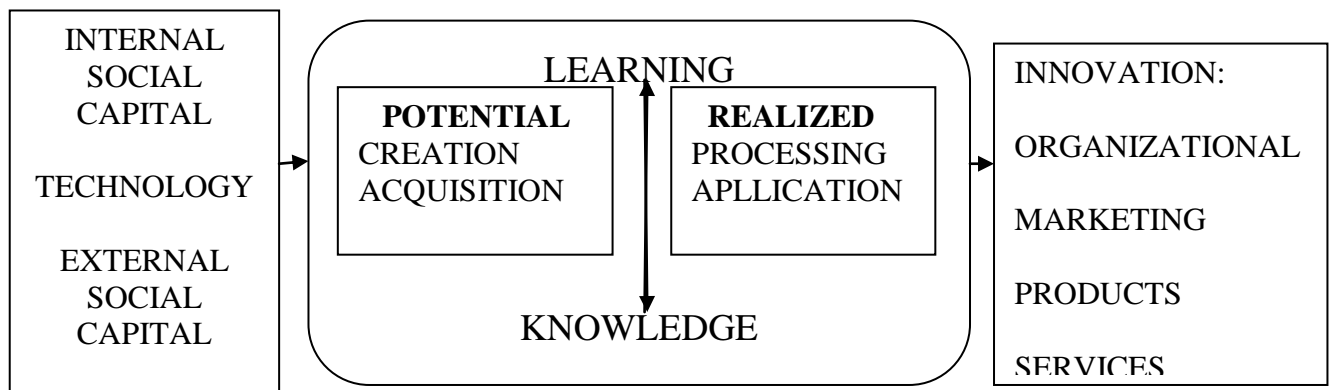 INTERNAL
SOCIAL
CAPITAL
TECHNOLOGY
EXTERNAL
SOCIAL
CAPITAL
LEARNING
POTENTIAL
CREATION
ACQUISITION
REALIZED
PROCESSING
APLLICATION
KNOWLEDGE
INNOVATION:
ORGANIZATIONAL
MARKETING
PRODUCTS
SERVICES